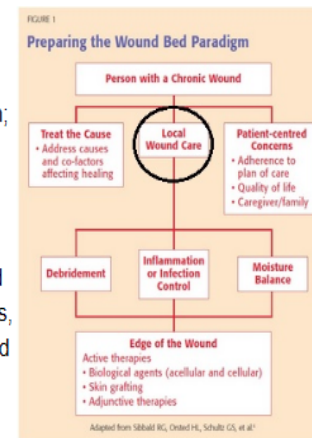 FIGURE 1
Preparing the Wound Bed Paradigm
Person with a Chronic Wound
Treat the Cause
• Address causes
and co-factors
affecting healing
Local
Wound Care
Patient-centred
Concerns
• Adherence to
plan of care
• Quality of life
• Caregiver/family
Debridement
Inflammation
or Infection
Control
Moisture
Balance
Edge of the Wound
Active therapies
• Biological agents (acellular and cellular)
• Skin grafting
• Adjunctive therapies
Adapted from Sibbald RG, Orsted HL, Schultz GS, et al.